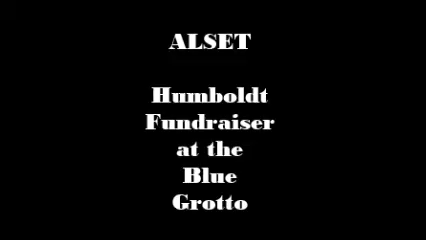 ALSET
Humboldt
Fundraiser
at the
Blue
Grotto